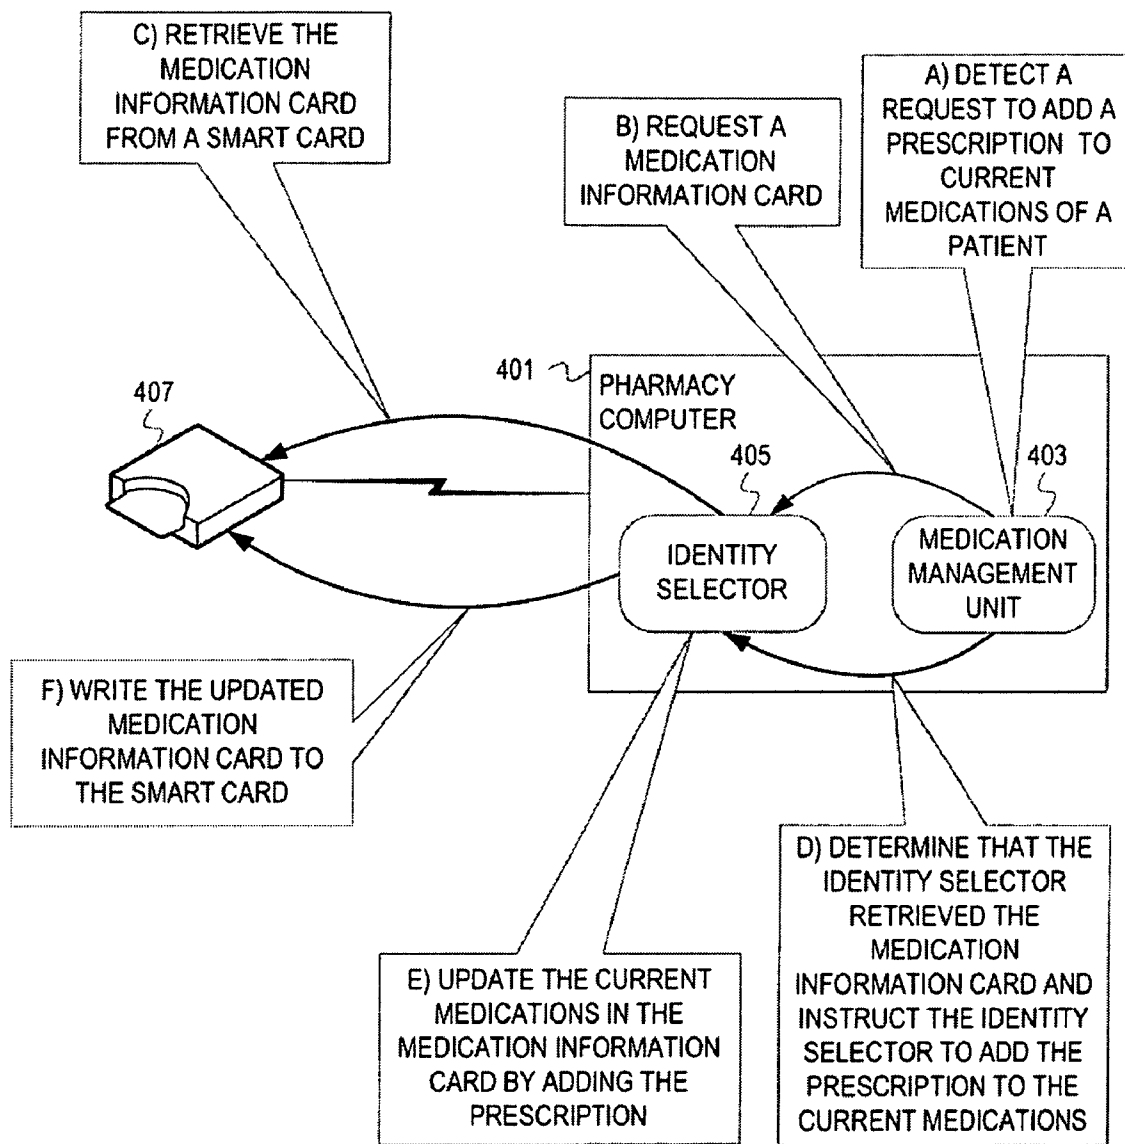 C) RETRIEVE THE
MEDICATION
INFORMATION CARD
FROM A SMART CARD
B) REQUEST A
MEDICATION
INFORMATION CARD
A) DETECT A
REQUEST TO ADD A
PRESCRIPTION TO
CURRENT
MEDICATIONS OF A
PATIENT
401
PHARMACY
COMPUTER
407
405
403
IDENTITY
SELECTOR
MEDICATION
MANAGEMENT
UNIT
F) WRITE THE UPDATED
MEDICATION
INFORMATION CARD TO
THE SMART CARD
E) UPDATE THE CURRENT
MEDICATIONS IN THE
MEDICATION INFORMATION
CARD BY ADDING THE
PRESCRIPTION
D) DETERMINE THAT THE
IDENTITY SELECTOR
RETRIEVED THE
MEDICATION
INFORMATION CARD AND
INSTRUCT THE IDENTITY
SELECTOR TO ADD THE
PRESCRIPTION TO THE
CURRENT MEDICATIONS